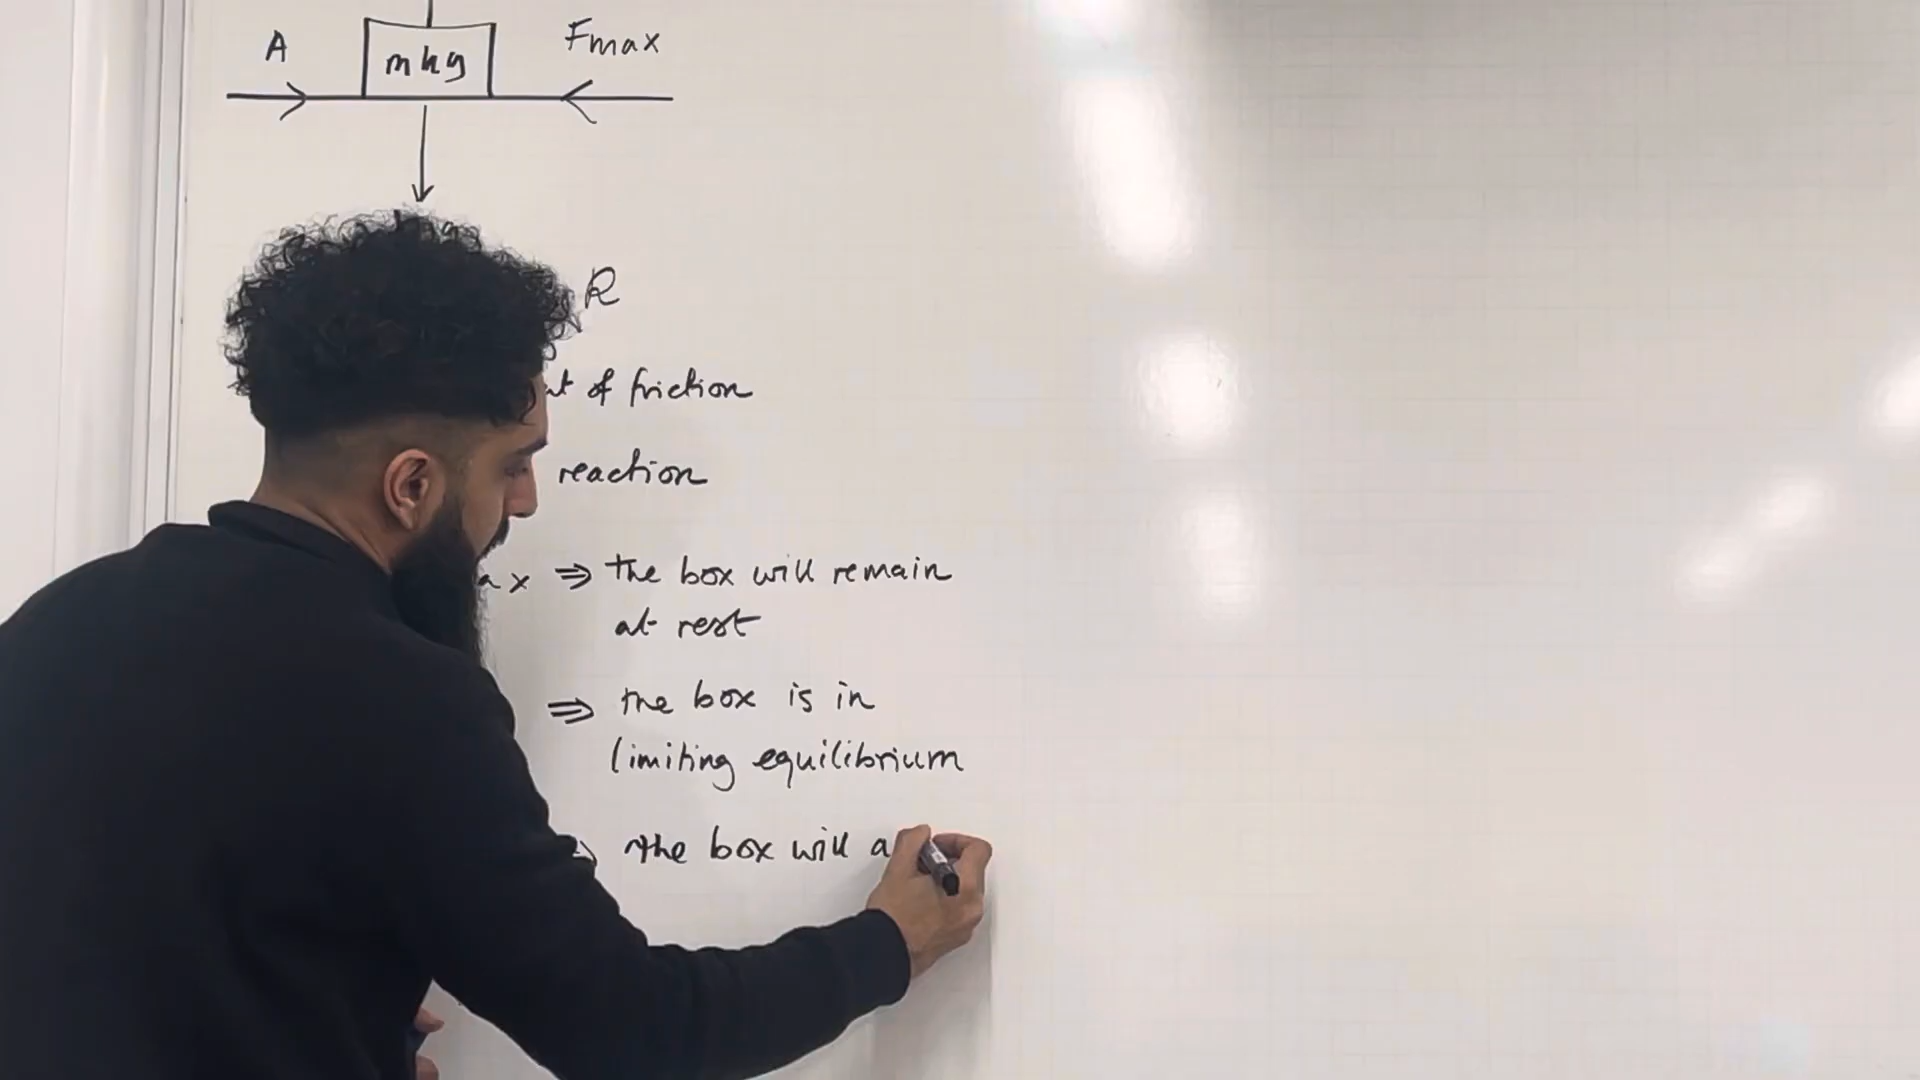 A
m kg
Fmax
R
of friction
reaction
⇒ the box will remain
at rest
⇒ the box is in
limiting equilibrium
the box will a